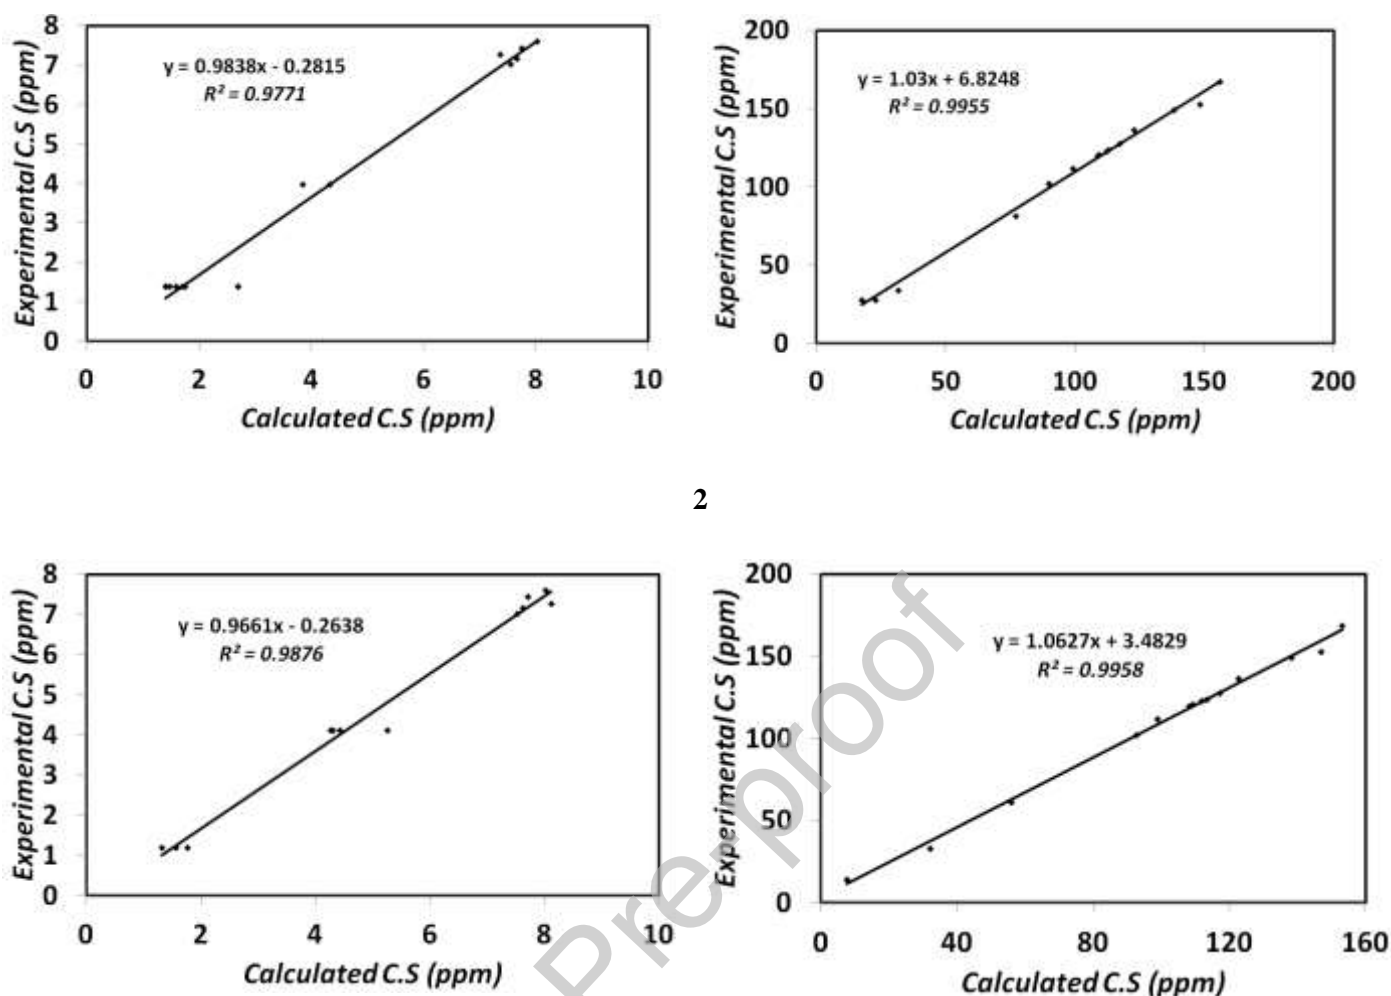 8
7
6
5
4
3
2
1
0
Experimental C.S (ppm)
y = 0.9838x - 0.2815
R² = 0.9771
0 2 4 6 8 10
Calculated C.S (ppm)
200
150
100
50
0
Experimental C.S (ppm)
y = 1.03x + 6.8248
R² = 0.9955
0 50 100 150 200
Calculated C.S (ppm)
2
8
7
6
5
4
3
2
1
0
Experimental C.S (ppm)
y = 0.9661x - 0.2638
R² = 0.9876
0 2 4 6 8 10
Calculated C.S (ppm)
200
150
100
50
0
Experimental C.S (ppm)
y = 1.0627x + 3.4829
R² = 0.9958
0 40 80 120 160
Calculated C.S (ppm)
Pre-proof